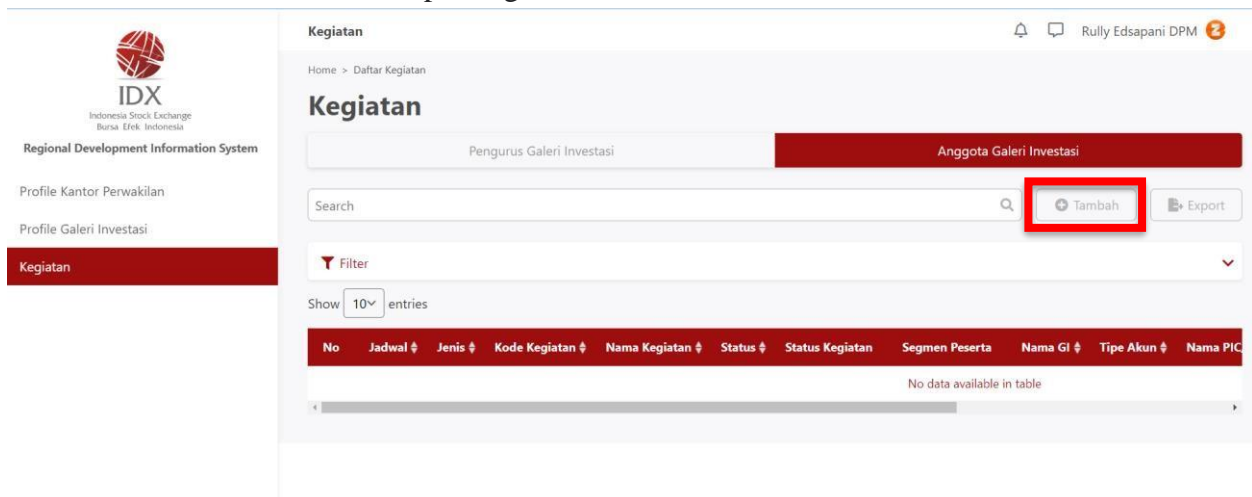 Kegiatan
Rully Edsapani DPM
Home > Daftar Kegiatan
IDX
Indonesia Stock Exchange
Bursa Efek Indonesia
Regional Development Information System
Kegiatan
Pengurus Galeri Investasi
Anggota Galeri Investasi
Profile Kantor Perwakilan
Search
Tambah
Export
Profile Galeri Investasi
Kegiatan
Filter
Show 10 entries
No Jadwal Jenis Kode Kegiatan Nama Kegiatan Status Status Kegiatan Segmen Peserta Nama GI Tipe Akun Nama PIC
No data available in table